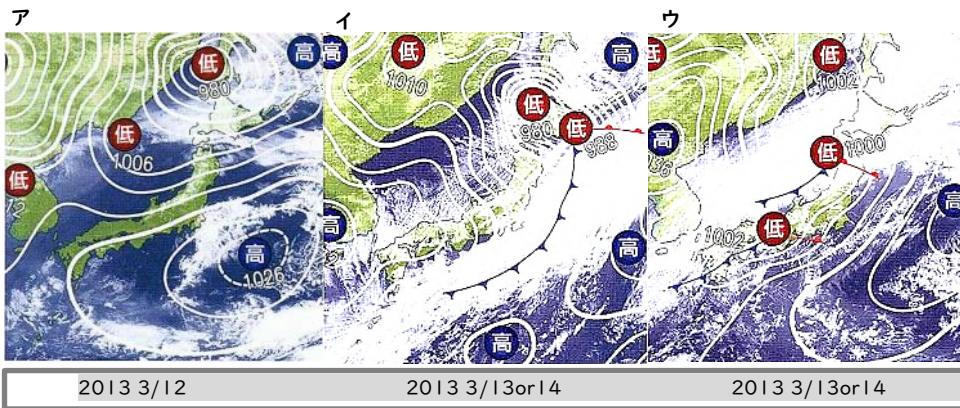 ア
低
980
高
低
1006
低
2
高
1026
イ
高
低
1010
高
低
980
低
988
高
高
高
ウ
低
低
1002
高
低
1000
高
低
1002
2013 3/12
2013 3/13or14
2013 3/13or14